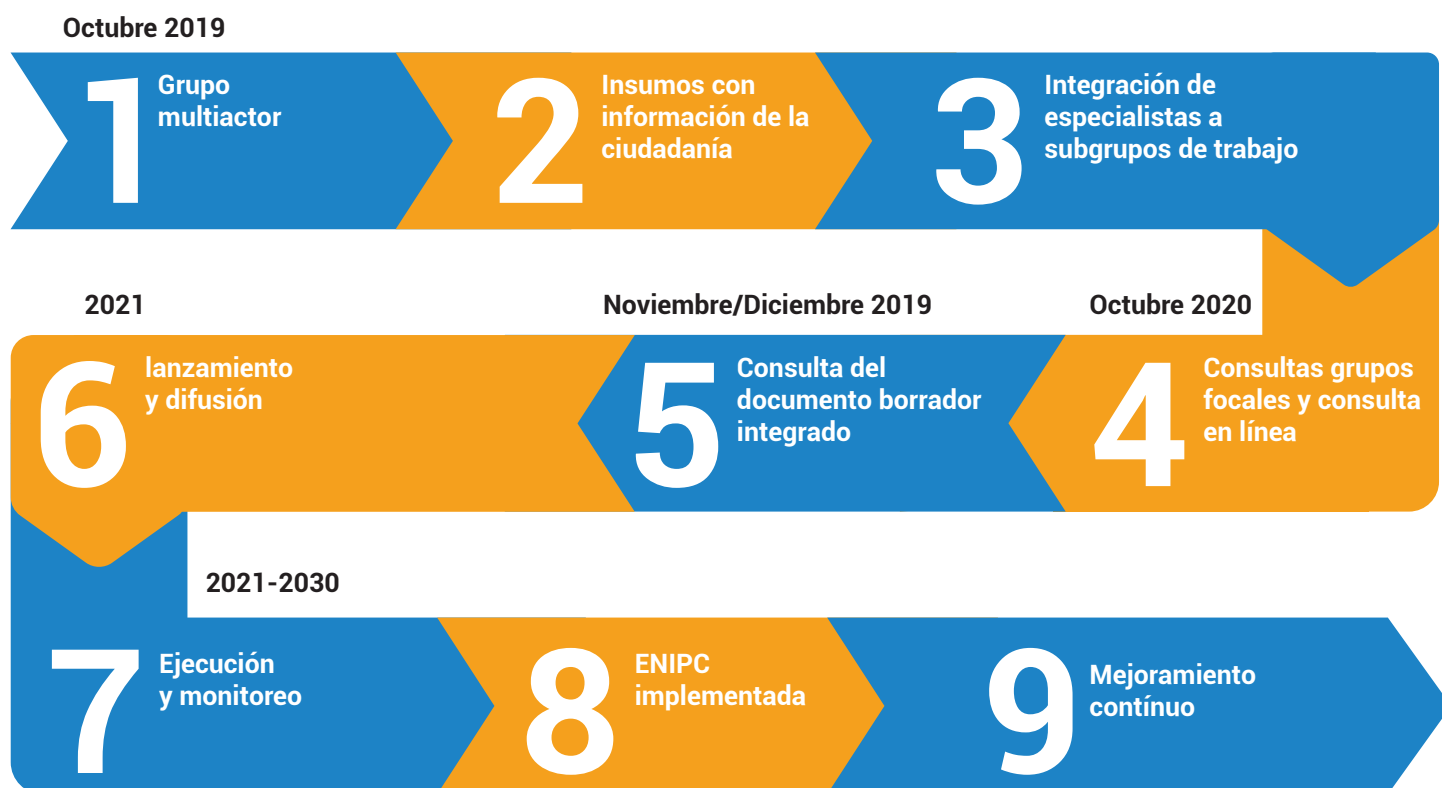 Octubre 2019
1
Grupo
multiactor
2
Insumos con
información de la
ciudadanía
3
Integración de
especialistas a
subgrupos de trabajo
Octubre 2020
4
Consultas grupos
focales y consulta
en línea
Noviembre/Diciembre 2019
5
Consulta del
documento borrador
integrado
2021
6
lanzamiento
y difusión
2021-2030
7
Ejecución
y monitoreo
8
ENIPC
implementada
9
Mejoramiento
contínuo